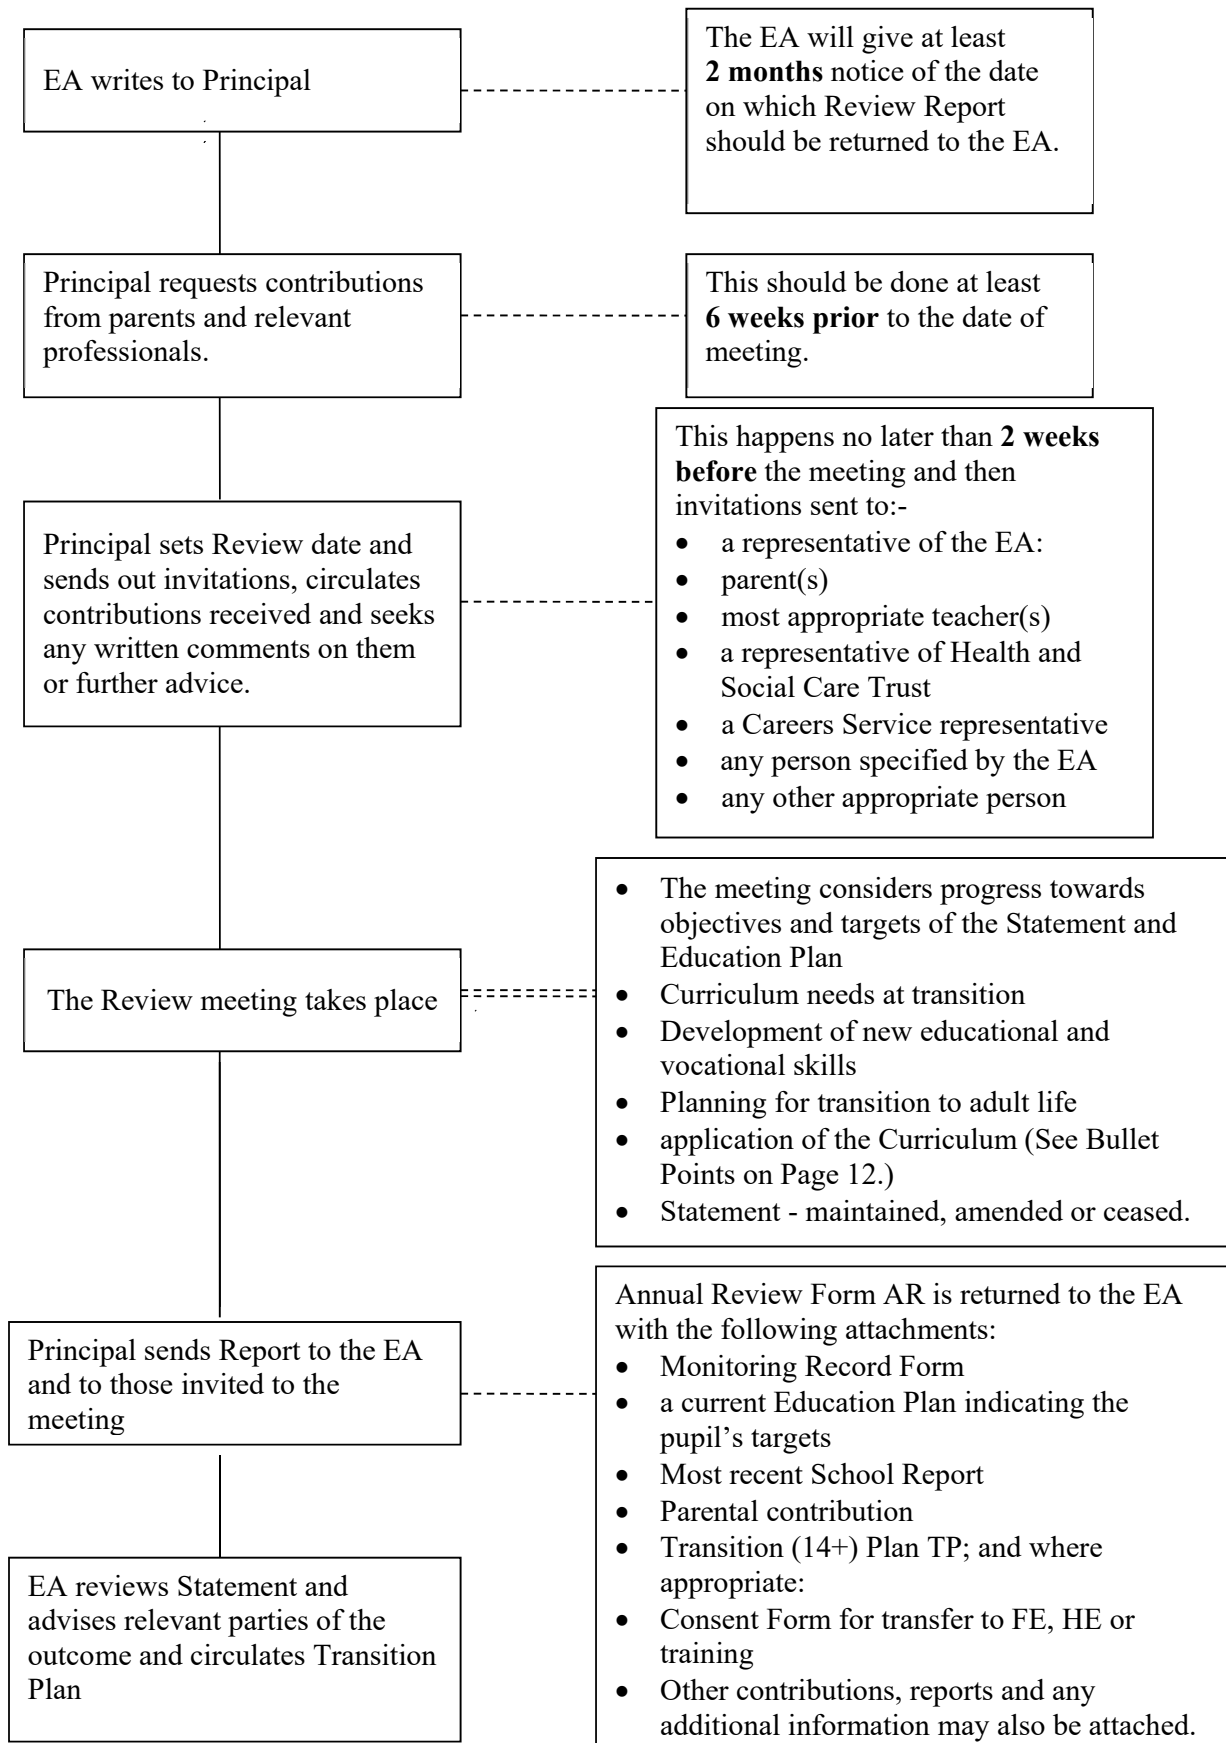 EA writes to Principal
The EA will give at least
2 months notice of the date
on which Review Report
should be returned to the EA.
Principal requests contributions
from parents and relevant
professionals.
This should be done at least
6 weeks prior to the date of
meeting.
Principal sets Review date and
sends out invitations, circulates
contributions received and seeks
any written comments on them
or further advice.
This happens no later than 2 weeks
before the meeting and then
invitations sent to:-
• a representative of the EA:
• parent(s)
• most appropriate teacher(s)
• a representative of Health and
Social Care Trust
• a Careers Service representative
• any person specified by the EA
• any other appropriate person
The Review meeting takes place
• The meeting considers progress towards
objectives and targets of the Statement and
Education Plan
• Curriculum needs at transition
• Development of new educational and
vocational skills
• Planning for transition to adult life
• application of the Curriculum (See Bullet
Points on Page 12.)
• Statement - maintained, amended or ceased.
Principal sends Report to the EA
and to those invited to the
meeting
Annual Review Form AR is returned to the EA
with the following attachments:
• Monitoring Record Form
• a current Education Plan indicating the
pupil's targets
• Most recent School Report
• Parental contribution
• Transition (14+) Plan TP; and where
appropriate:
• Consent Form for transfer to FE, HE or
training
• Other contributions, reports and any
additional information may also be attached.
EA reviews Statement and
advises relevant parties of the
outcome and circulates Transition
Plan